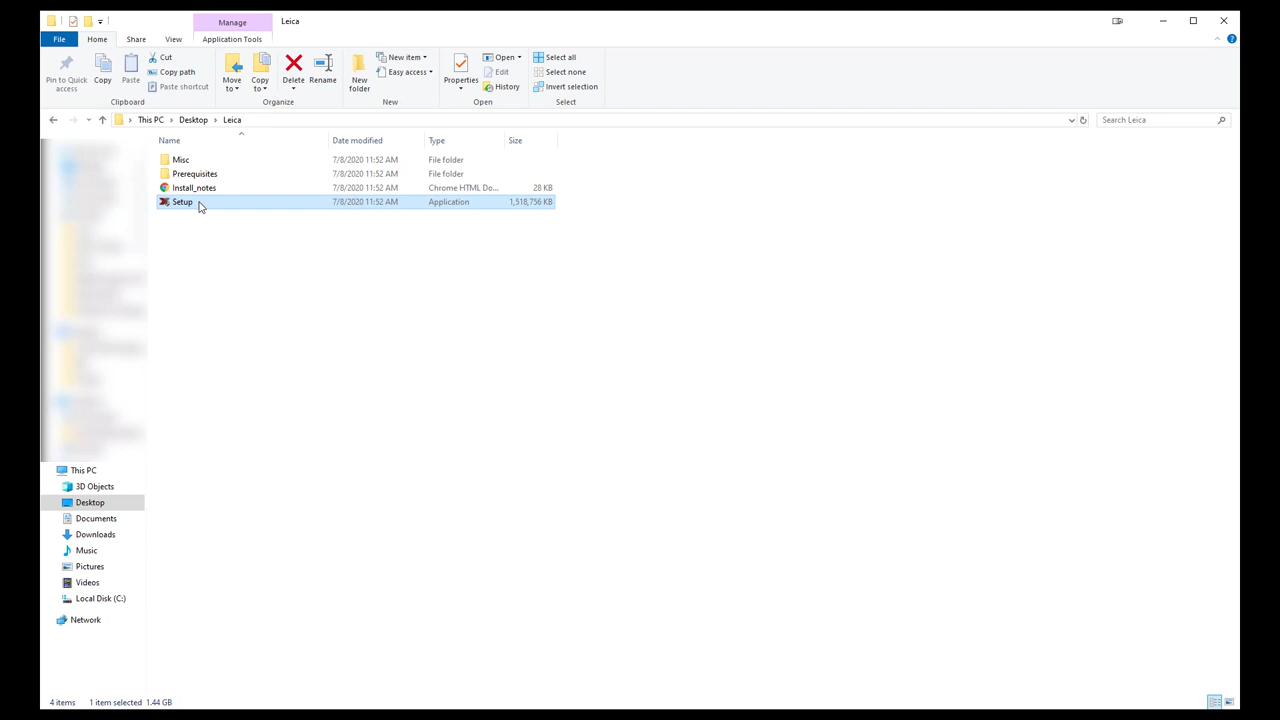 Manage
Leica
File
Home
Share
View
Application Tools
Pin to Quick access
Copy
Paste
Cut
Copy path
Paste shortcut
Clipboard
Move to
Copy to
Delete
Rename
Organize
New folder
New item
Easy access
New
Properties
Open
Edit
History
Open
Select all
Select none
Invert selection
Select
This PC > Desktop > Leica
Search Leica
Name Date modified Type Size
Misc 7/8/2020 11:52 AM File folder
Prerequisites 7/8/2020 11:52 AM File folder
Install_notes 7/8/2020 11:52 AM Chrome HTML Do... 28 KB
Setup 7/8/2020 11:52 AM Application 1,518,756 KB
This PC
3D Objects
Desktop
Documents
Downloads
Music
Pictures
Videos
Local Disk (C:)
Network
4 items 1 item selected 1.44 GB